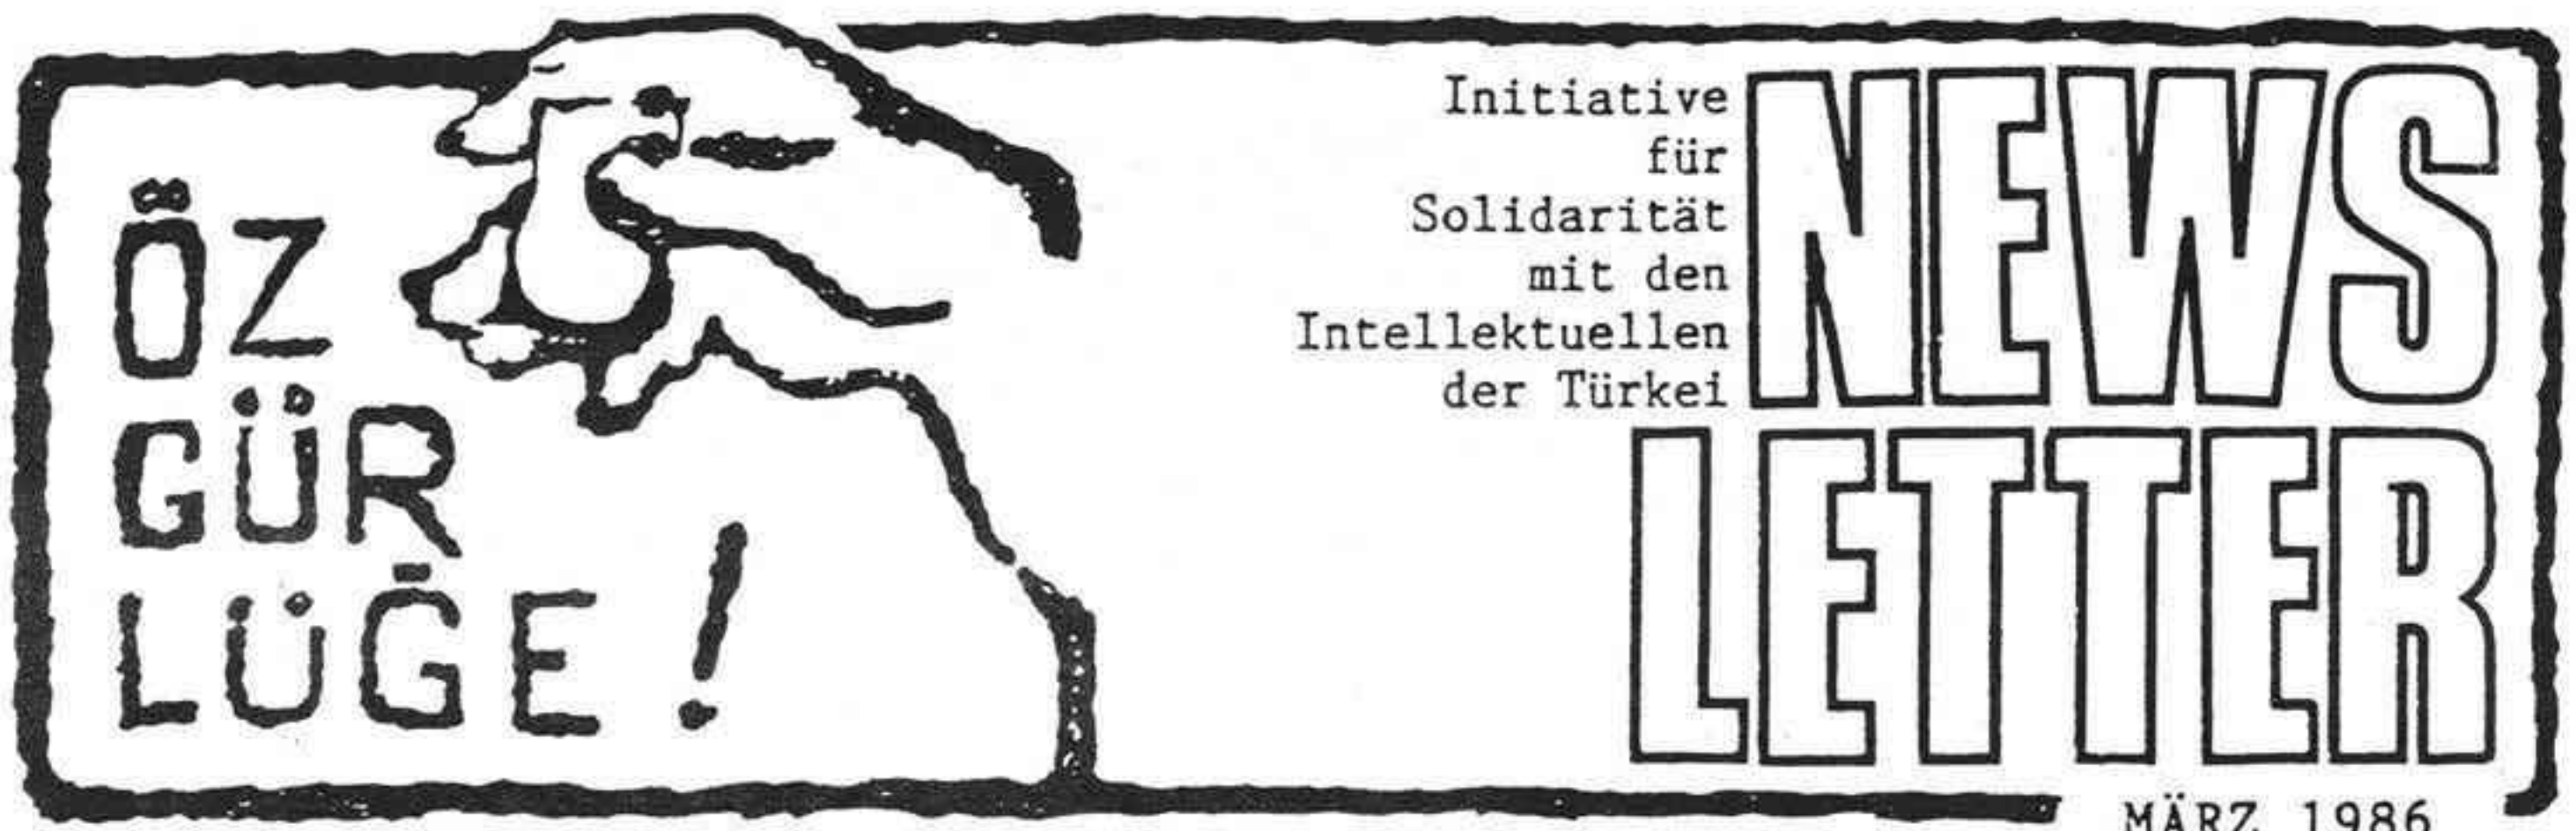 ÖZ
GÜR
LÜĞE!
Initiative
für
Solidarität
mit den
Intellektuellen
der Türkei
NEWS
LETTER
MÄRZ 1986